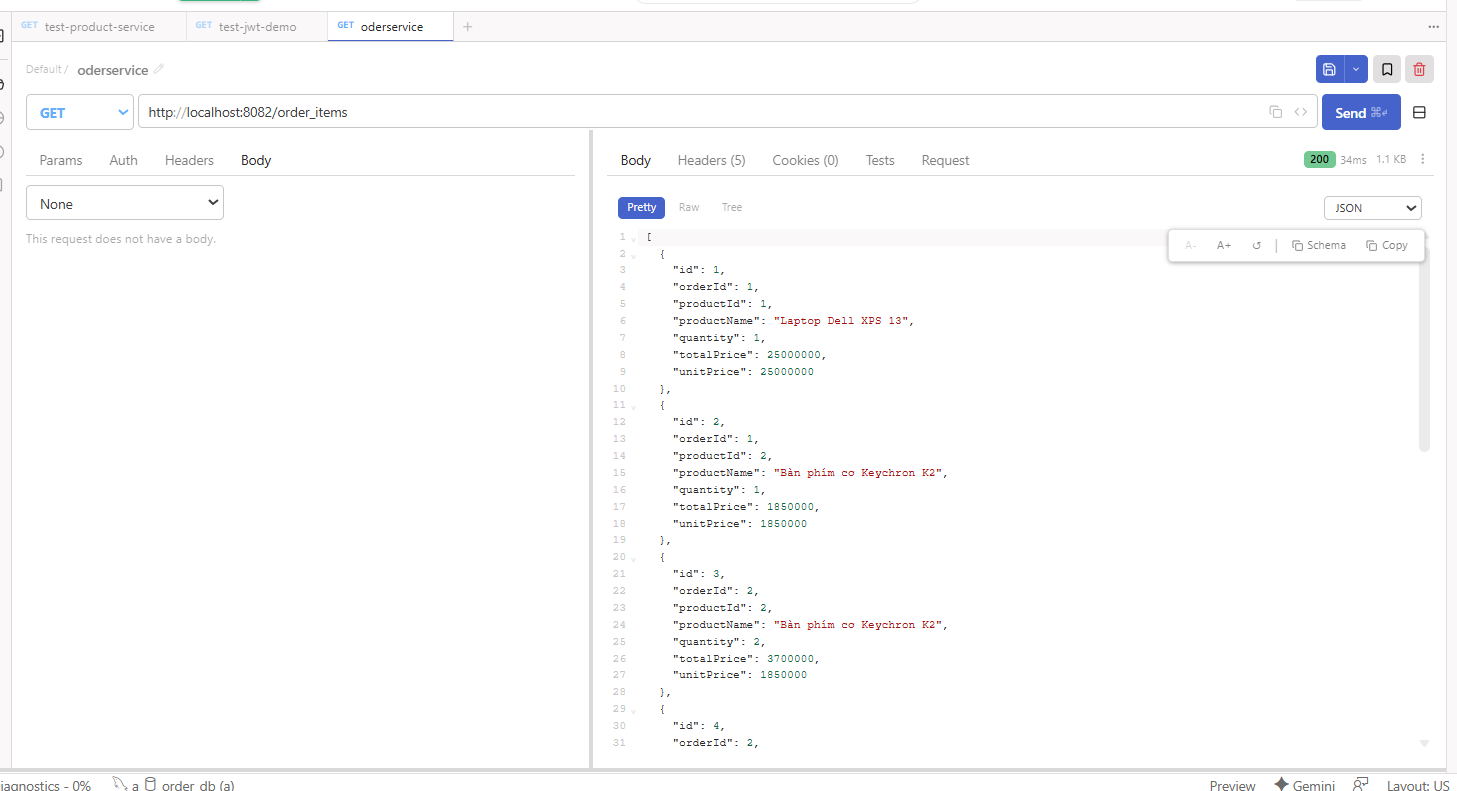 GET test-product-service GET test-jwt-demo GET oderservice
Default / oderservice
GET http://localhost:8082/order_items Send
Params Auth Headers Body
None
This request does not have a body.
Body Headers (5) Cookies (0) Tests Request 200 34ms 1.1 KB
Pretty Raw Tree JSON
A- A+ Schema Copy
1 [
2 {
3 "id": 1,
4 "orderId": 1,
5 "productId": 1,
6 "productName": "Laptop Dell XPS 13",
7 "quantity": 1,
8 "totalPrice": 25000000,
9 "unitPrice": 25000000
10 },
11 {
12 "id": 2,
13 "orderId": 1,
14 "productId": 2,
15 "productName": "Bàn phím cơ Keychron K2",
16 "quantity": 1,
17 "totalPrice": 1850000,
18 "unitPrice": 1850000
19 },
20 {
21 "id": 3,
22 "orderId": 2,
23 "productId": 2,
24 "productName": "Bàn phím cơ Keychron K2",
25 "quantity": 2,
26 "totalPrice": 3700000,
27 "unitPrice": 1850000
28 },
29 {
30 "id": 4,
31 "orderId": 2,
iagnostics - 0% a order_db (a) Preview Gemini Layout: US